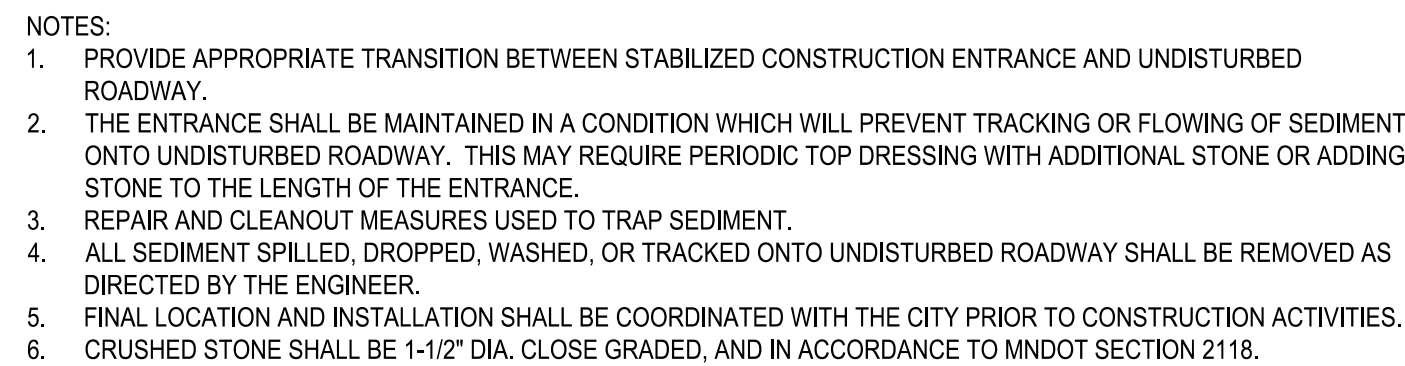 NOTES:
1. PROVIDE APPROPRIATE TRANSITION BETWEEN STABILIZED CONSTRUCTION ENTRANCE AND UNDISTURBED
ROADWAY.
2. THE ENTRANCE SHALL BE MAINTAINED IN A CONDITION WHICH WILL PREVENT TRACKING OR FLOWING OF SEDIMENT
ONTO UNDISTURBED ROADWAY. THIS MAY REQUIRE PERIODIC TOP DRESSING WITH ADDITIONAL STONE OR ADDING
STONE TO THE LENGTH OF THE ENTRANCE.
3. REPAIR AND CLEANOUT MEASURES USED TO TRAP SEDIMENT.
4. ALL SEDIMENT SPILLED, DROPPED, WASHED, OR TRACKED ONTO UNDISTURBED ROADWAY SHALL BE REMOVED AS
DIRECTED BY THE ENGINEER.
5. FINAL LOCATION AND INSTALLATION SHALL BE COORDINATED WITH THE CITY PRIOR TO CONSTRUCTION ACTIVITIES.
6. CRUSHED STONE SHALL BE 1-1/2" DIA. CLOSE GRADED, AND IN ACCORDANCE TO MNDOT SECTION 2118.